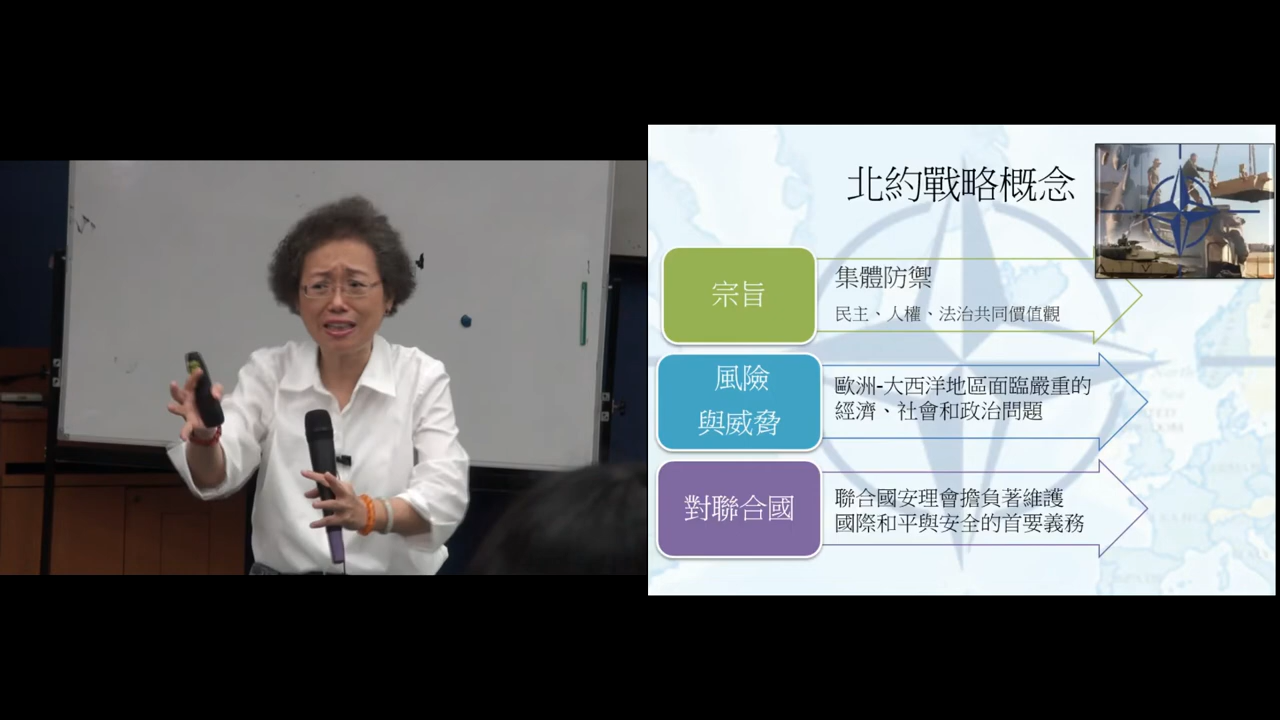 北約戰略概念
宗旨
集體防禦
民主、人權、法治共同價值觀
風險
與威脅
歐洲-大西洋地區面臨嚴重的
經濟、社會和政治問題
對聯合國
聯合國安理會擔負著維護
國際和平與安全的首要義務